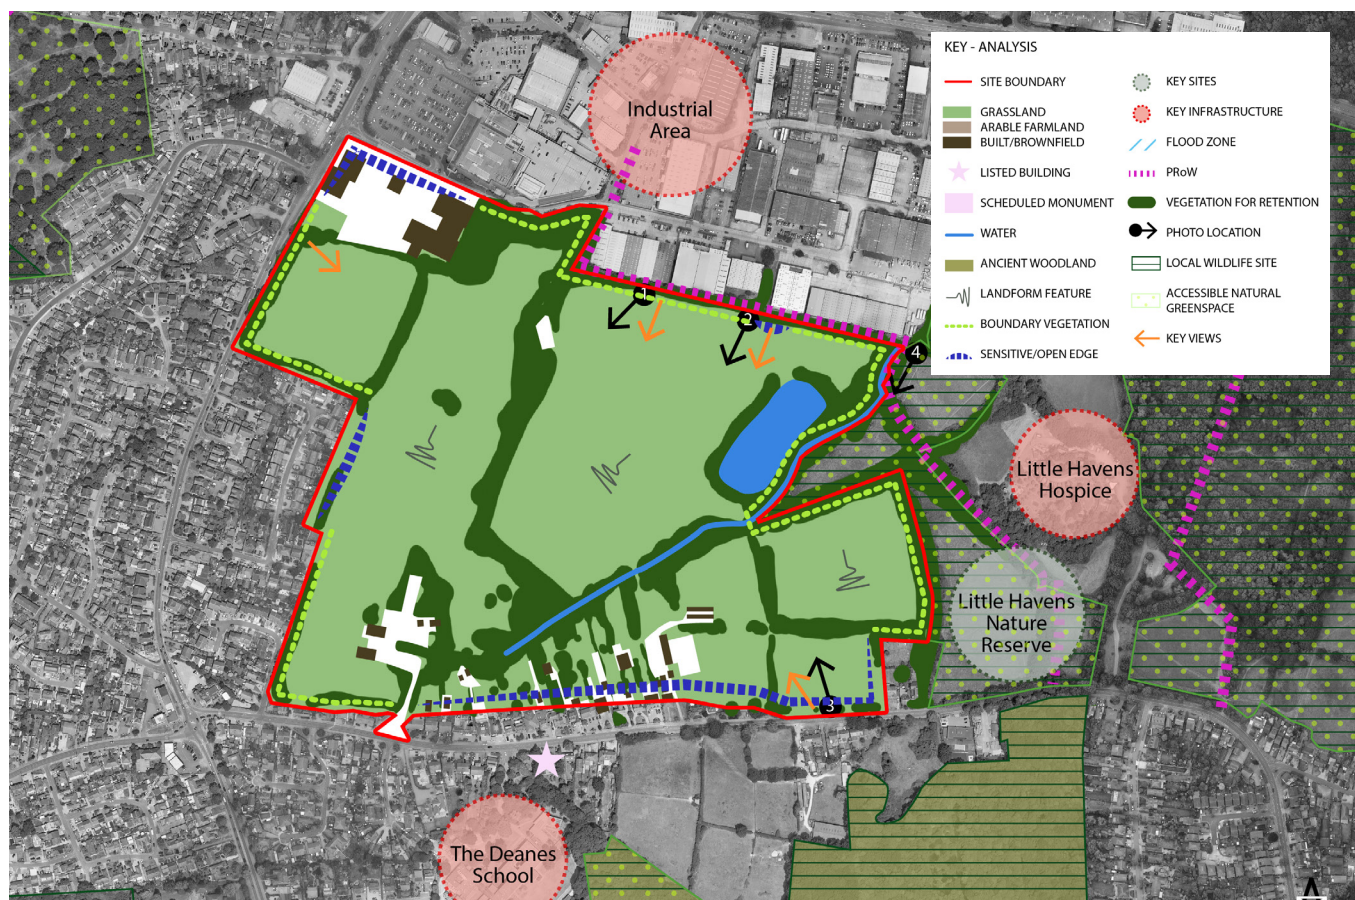 Industrial
Area
KEY - ANALYSIS
SITE BOUNDARY
GRASSLAND
ARABLE FARMLAND
BUILT/BROWNFIELD
LISTED BUILDING
SCHEDULED MONUMENT
WATER
ANCIENT WOODLAND
LANDFORM FEATURE
BOUNDARY VEGETATION
SENSITIVE/OPEN EDGE
KEY SITES
KEY INFRASTRUCTURE
FLOOD ZONE
PRoW
VEGETATION FOR RETENTION
PHOTO LOCATION
LOCAL WILDLIFE SITE
ACCESSIBLE NATURAL
GREENSPACE
KEY VIEWS
1
2
4
Little Havens
Hospice
Little Havens
Nature
Reserve
3
The Deanes
School